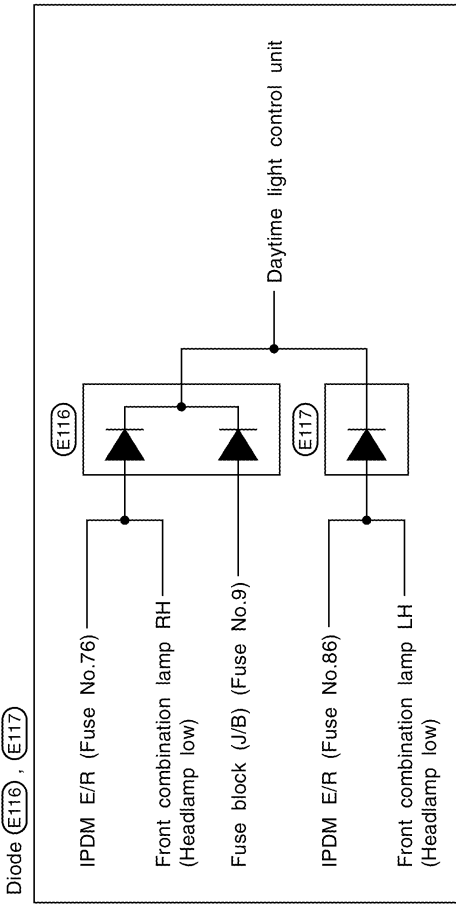 Diode E116 , E117
IPDM E/R (Fuse No.76)
Front combination lamp RH
(Headlamp low)
Fuse block (J/B) (Fuse No.9)
E116
IPDM E/R (Fuse No.86)
Front combination lamp LH
(Headlamp low)
E117
Daytime light control unit